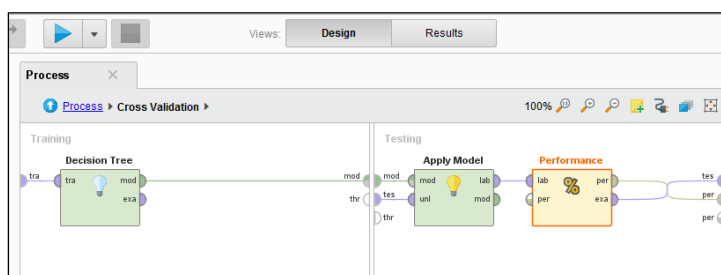 Views: Design Results
Process
Process Cross Validation 100%
Training Testing
Decision Tree Apply Model Performance
tra tra mod mod mod mod lab lab per tes
exa thr tes unl mod per exa per
thr per